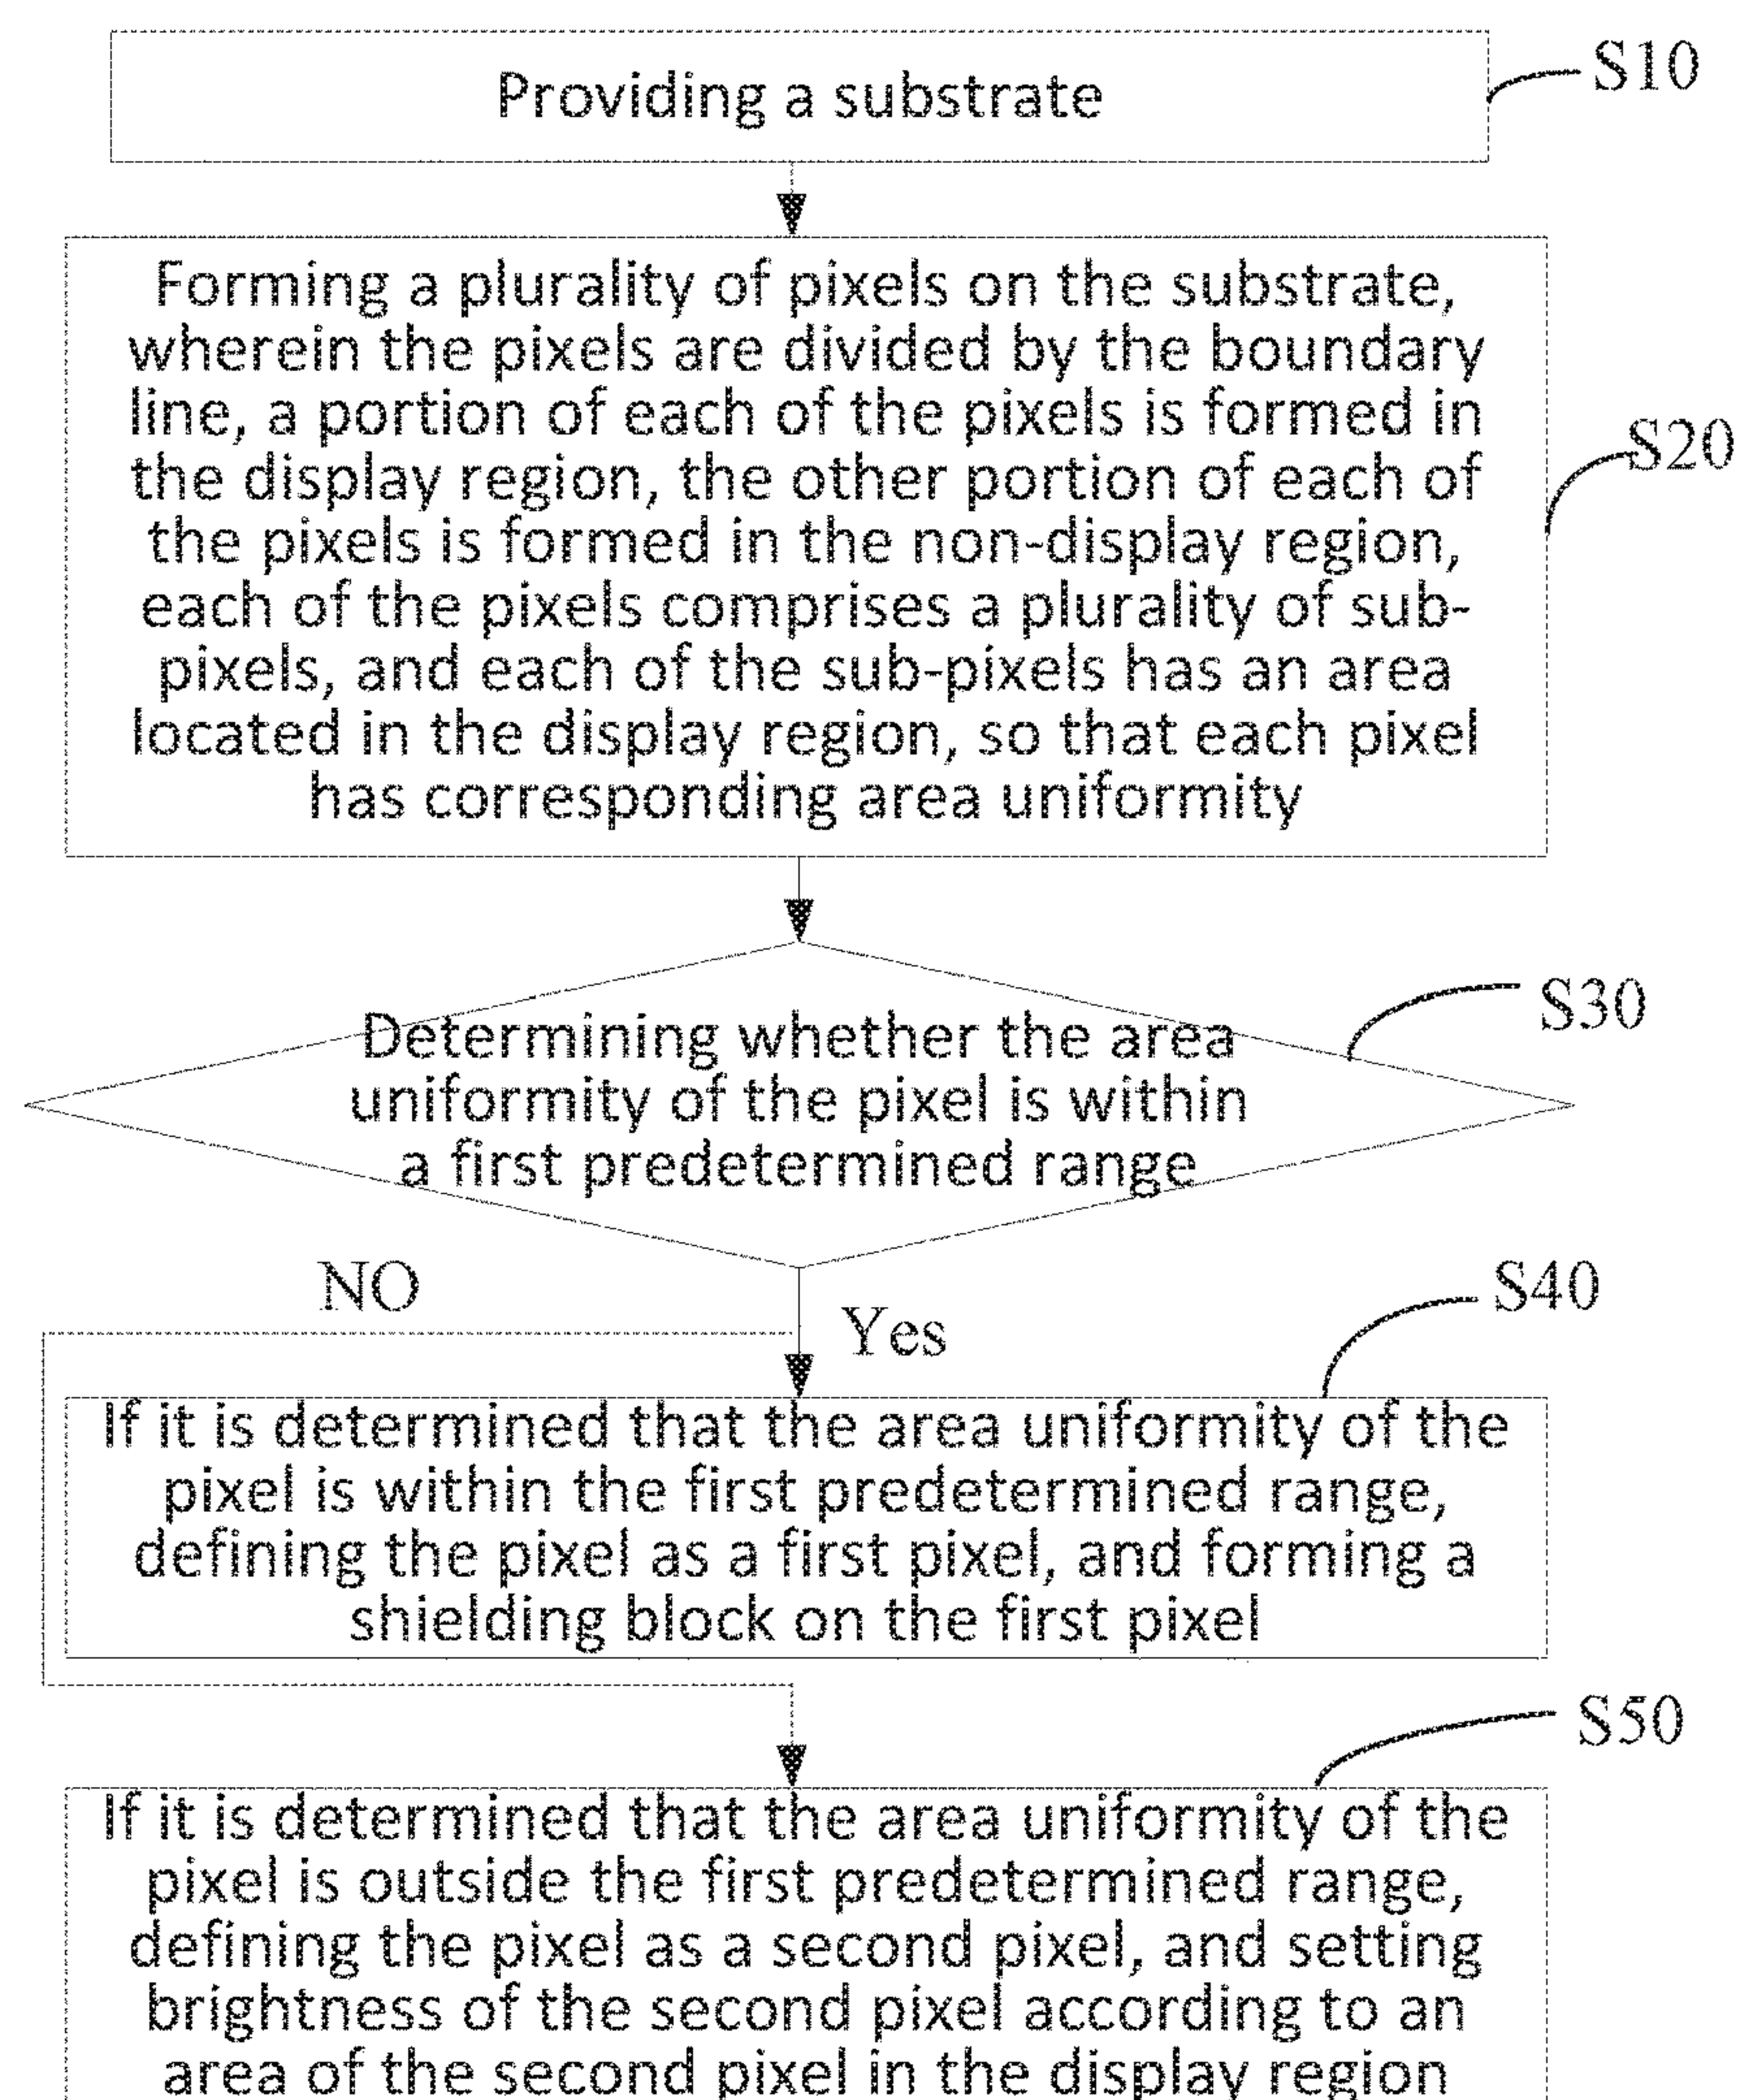 Providing a substrate
S10
Forming a plurality of pixels on the substrate,
wherein the pixels are divided by the boundary
line, a portion of each of the pixels is formed in
the display region, the other portion of each of
the pixels is formed in the non-display region,
each of the pixels comprises a plurality of sub-
pixels, and each of the sub-pixels has an area
located in the display region, so that each pixel
has corresponding area uniformity
S20
Determining whether the area
uniformity of the pixel is within
a first predetermined range
S30
NO
Yes
S40
If it is determined that the area uniformity of the
pixel is within the first predetermined range,
defining the pixel as a first pixel, and forming a
shielding block on the first pixel
S50
If it is determined that the area uniformity of the
pixel is outside the first predetermined range,
defining the pixel as a second pixel, and setting
brightness of the second pixel according to an
area of the second pixel in the display region